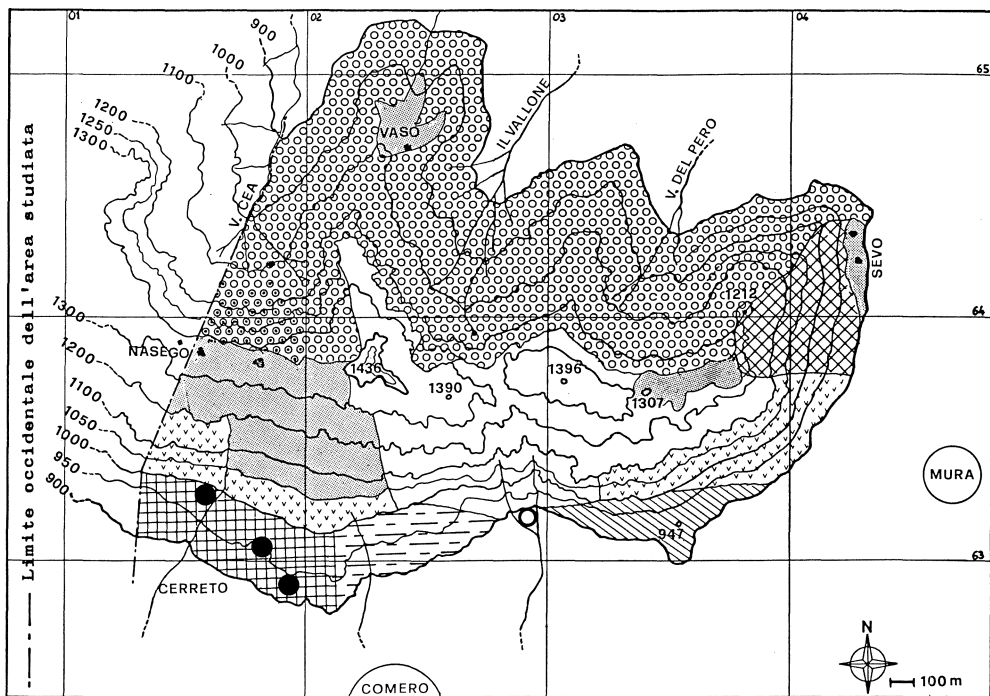 01
02
03
04
65
64
63
900
1000
1100
1200
1250
1300
V. CEA
VASO
IL VALLONE
V. DEL PERO
SEVO
1212
1300
NASEGO
1200
1100
1050
1000
950
900
1436
1390
1396
1307
947
CERRETO
MURA
COMERO
N
100 m
Limite occidentale dell'area studiata